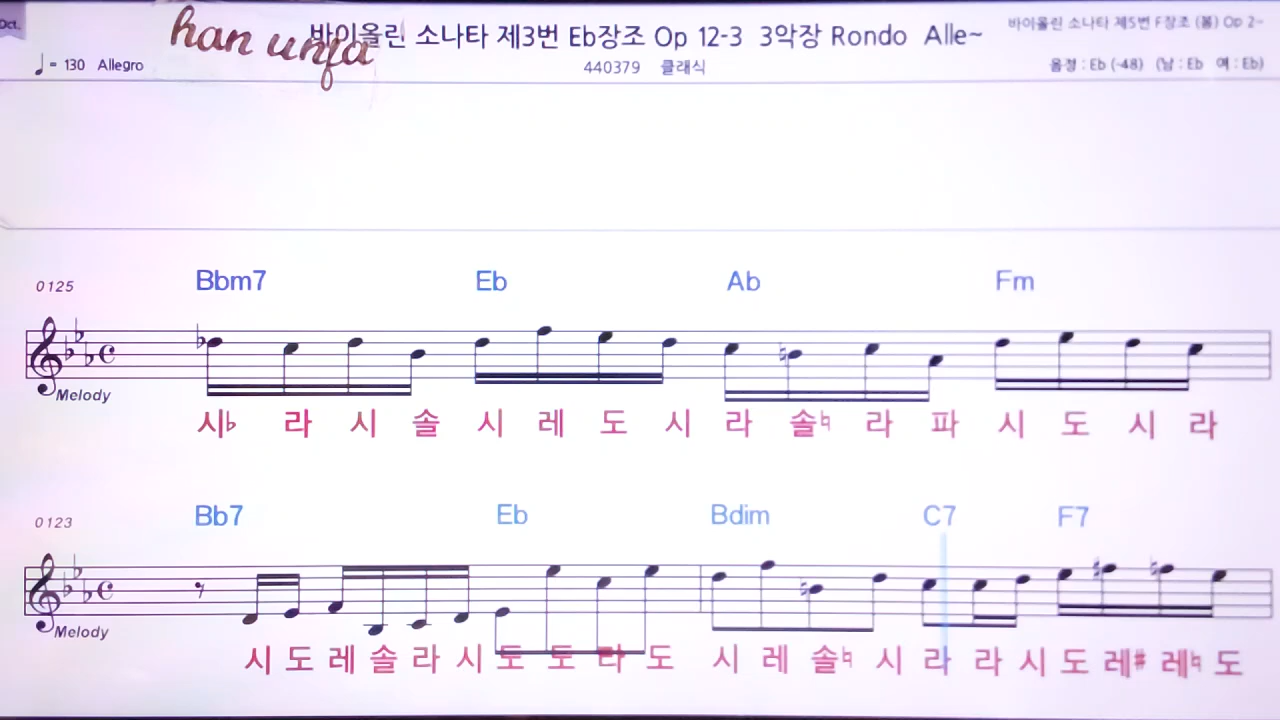 Oct.
han unfa
바이올린 소나타 제3번 Eb장조 Op 12-3 3악장 Rondo Alle~
바이올린 소나타 제5번 F장조 (봄) Op 2~
♩= 130 Allegro
440379 클래식
음정 : Eb (-48) (남 : Eb 여 : Eb)
0125
Bbm7 Eb Ab Fm
Melody
시♭ 라 시 솔 시 레 도 시 라 솔♮ 라 파 시 도 시 라
0123
Bb7 Eb Bdim C7 F7
Melody
시 도 레 솔 라 시 도 도 라 도 시 레 솔♮ 시 라 라 시 도 레# 레♮ 도